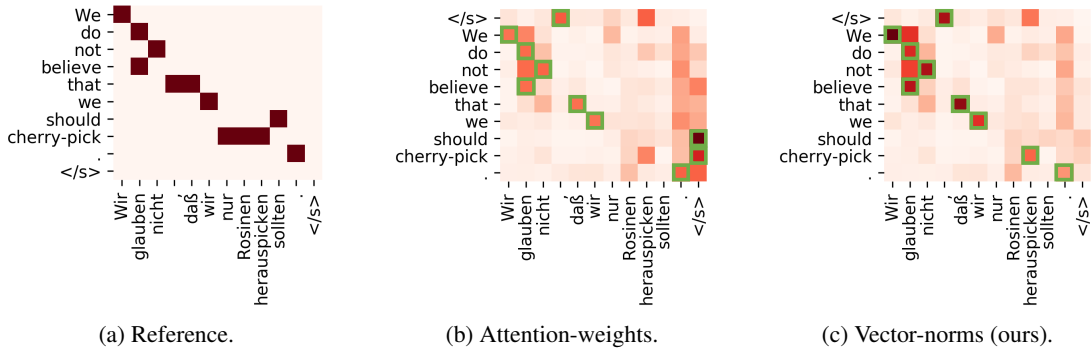 We
do
not
believe
that
we
should
cherry-pick
.
</s>
Wir
glauben
nicht
,
daß
wir
nur
Rosinen
herauspicken
sollten
.
</s>
(a) Reference.
</s>
We
do
not
believe
that
we
should
cherry-pick
.
Wir
glauben
nicht
,
daß
wir
nur
Rosinen
herauspicken
sollten
.
</s>
(b) Attention-weights.
</s>
We
do
not
believe
that
we
should
cherry-pick
.
Wir
glauben
nicht
,
daß
wir
nur
Rosinen
herauspicken
sollten
.
</s>
(c) Vector-norms (ours).